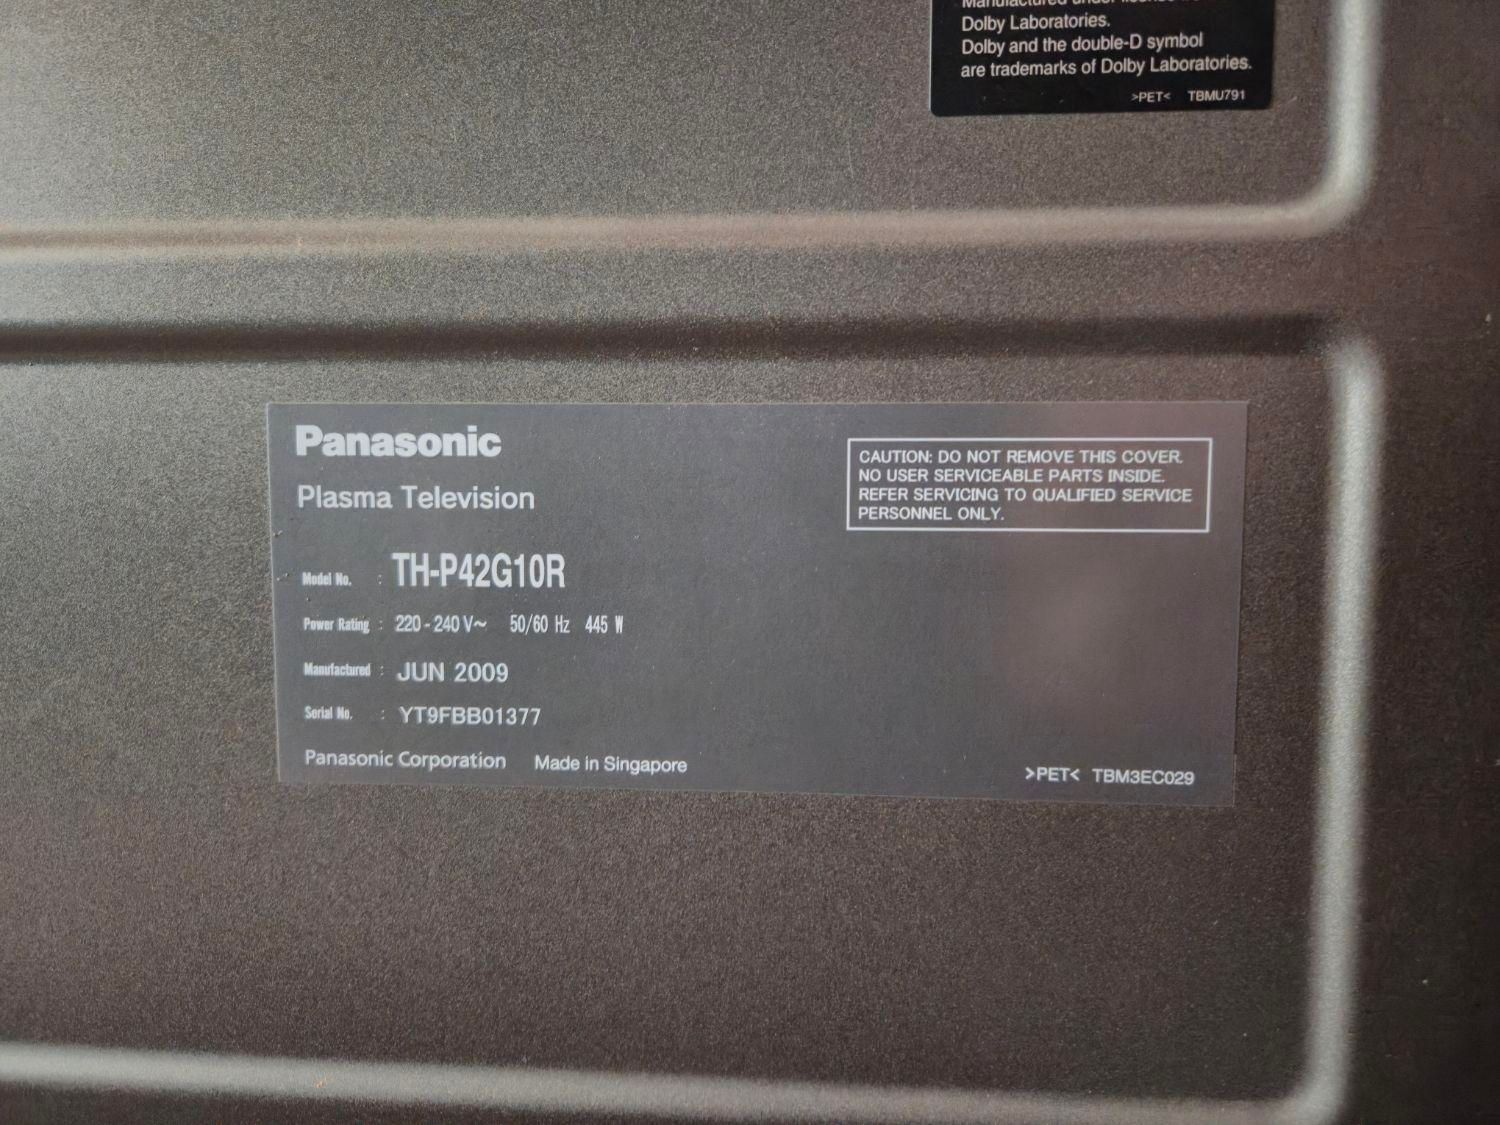 Manufactured under license
Dolby Laboratories.
Dolby and the double-D symbol
are trademarks of Dolby Laboratories.
>PET< TBMU791
Panasonic
Plasma Television
CAUTION: DO NOT REMOVE THIS COVER.
NO USER SERVICEABLE PARTS INSIDE.
REFER SERVICING TO QUALIFIED SERVICE
PERSONNEL ONLY.
Model No. : TH-P42G10R
Power Rating : 220 - 240 V~ 50/60 Hz 445 W
Manufactured : JUN 2009
Serial No. : YT9FBB01377
Panasonic Corporation Made in Singapore
>PET< TBM3EC029